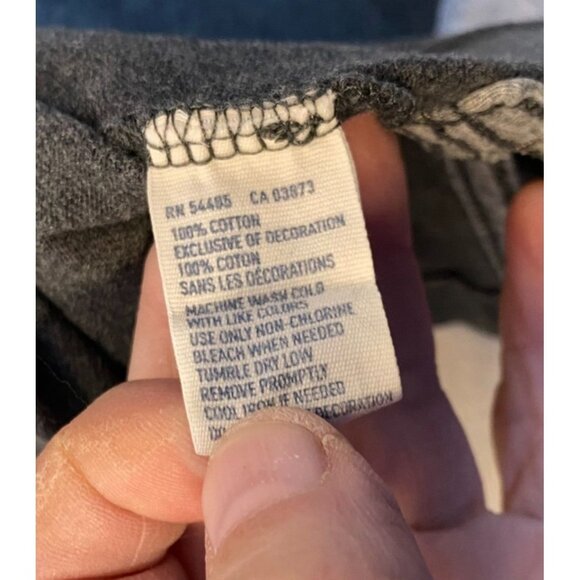 RN 54485 CA 03873
100% COTTON
EXCLUSIVE OF DECORATION
100% COTON
SANS LES DÉCORATIONS
MACHINE WASH COLD
WITH LIKE COLORS
USE ONLY NON-CHLORINE
BLEACH WHEN NEEDED
TUMBLE DRY LOW
REMOVE PROMPTLY
COOL IRON IF NEEDED
DECORATION